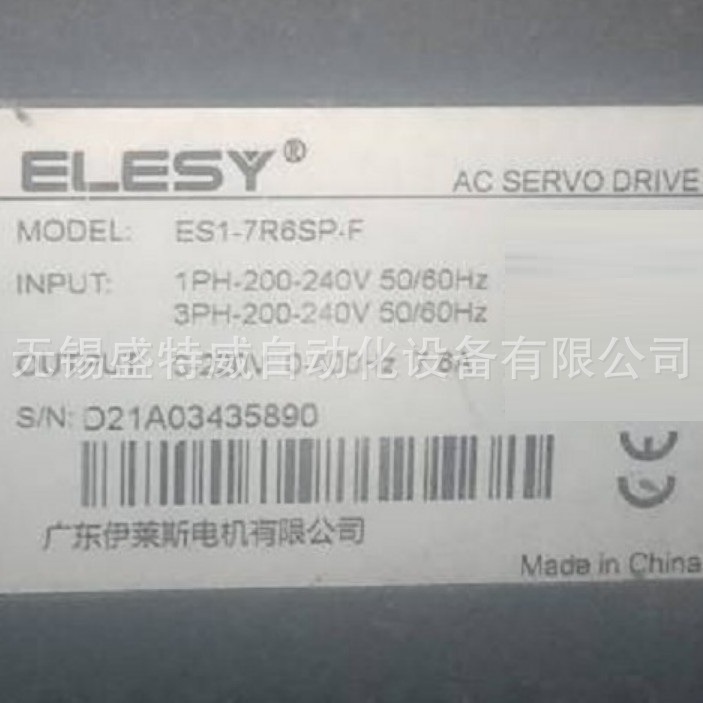 ELESY®
AC SERVO DRIVE
MODEL: ES1-7R6SP-F
INPUT: 1PH-200-240V 50/60Hz
3PH-200-240V 50/60Hz
无锡盛特威自动化设备有限公司
OUTPUT:
S/N: D21A03435890
CE
广东伊莱斯电机有限公司
Made in China